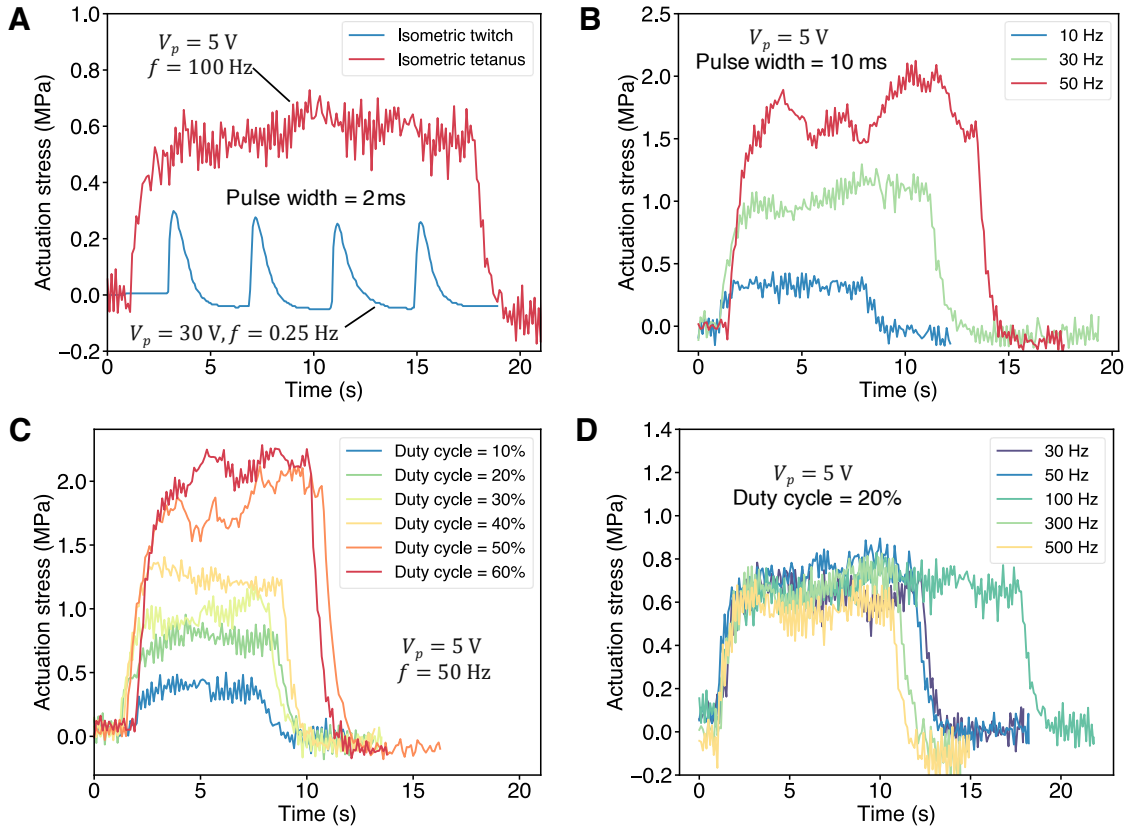 A
V_p = 5 V
f = 100 Hz
Isometric twitch
Isometric tetanus
Pulse width = 2 ms
V_p = 30 V, f = 0.25 Hz
1.0
0.8
0.6
0.4
0.2
0.0
−0.2
Actuation stress (MPa)
0
5
10
15
20
Time (s)
B
V_p = 5 V
Pulse width = 10 ms
10 Hz
30 Hz
50 Hz
2.5
2.0
1.5
1.0
0.5
0.0
Actuation stress (MPa)
0
5
10
15
20
Time (s)
C
Duty cycle = 10%
Duty cycle = 20%
Duty cycle = 30%
Duty cycle = 40%
Duty cycle = 50%
Duty cycle = 60%
V_p = 5 V
f = 50 Hz
2.0
1.5
1.0
0.5
0.0
Actuation stress (MPa)
0
5
10
15
20
Time (s)
D
V_p = 5 V
Duty cycle = 20%
30 Hz
50 Hz
100 Hz
300 Hz
500 Hz
1.4
1.2
1.0
0.8
0.6
0.4
0.2
0.0
−0.2
Actuation stress (MPa)
0
5
10
15
20
Time (s)